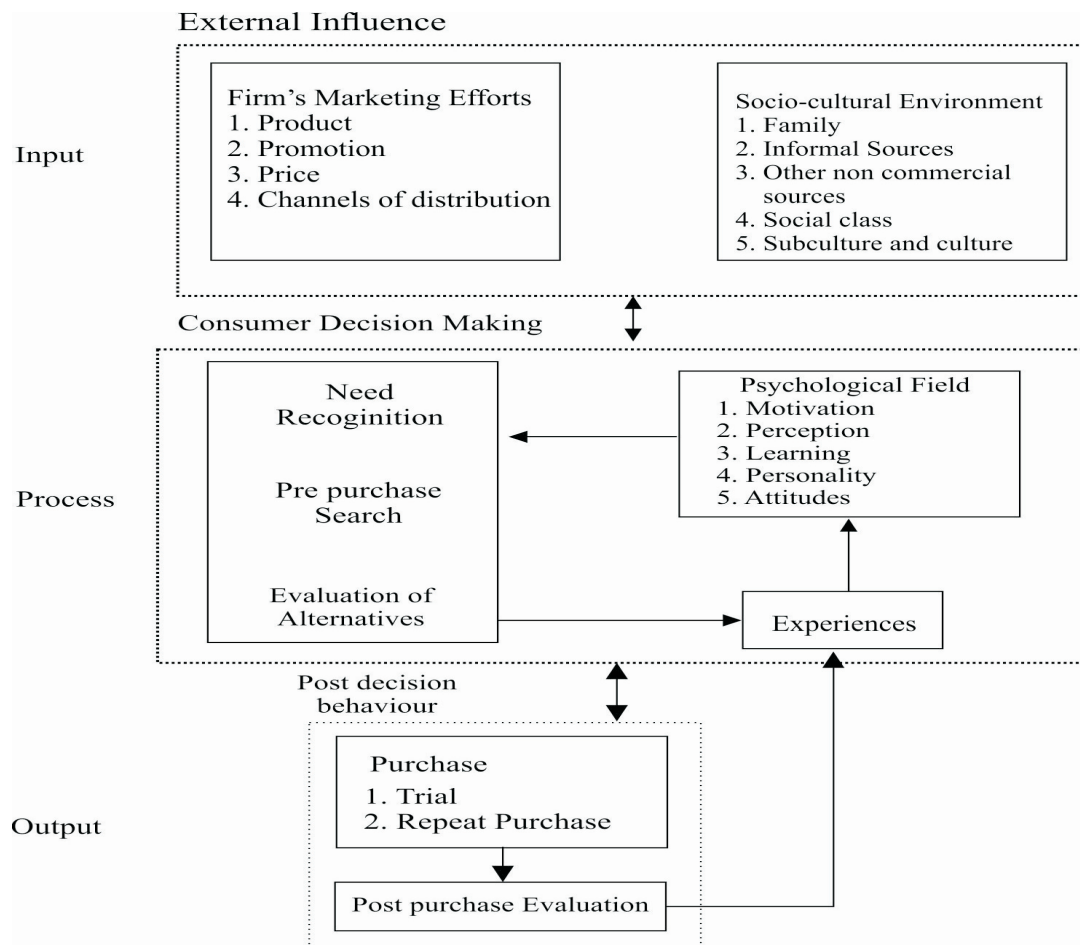 External Influence
Input
Firm's Marketing Efforts
1. Product
2. Promotion
3. Price
4. Channels of distribution
Socio-cultural Environment
1. Family
2. Informal Sources
3. Other non commercial
sources
4. Social class
5. Subculture and culture
Consumer Decision Making
Process
Need
Recoginition
Pre purchase
Search
Evaluation of
Alternatives
Psychological Field
1. Motivation
2. Perception
3. Learning
4. Personality
5. Attitudes
Experiences
Post decision
behaviour
Output
Purchase
1. Trial
2. Repeat Purchase
Post purchase Evaluation